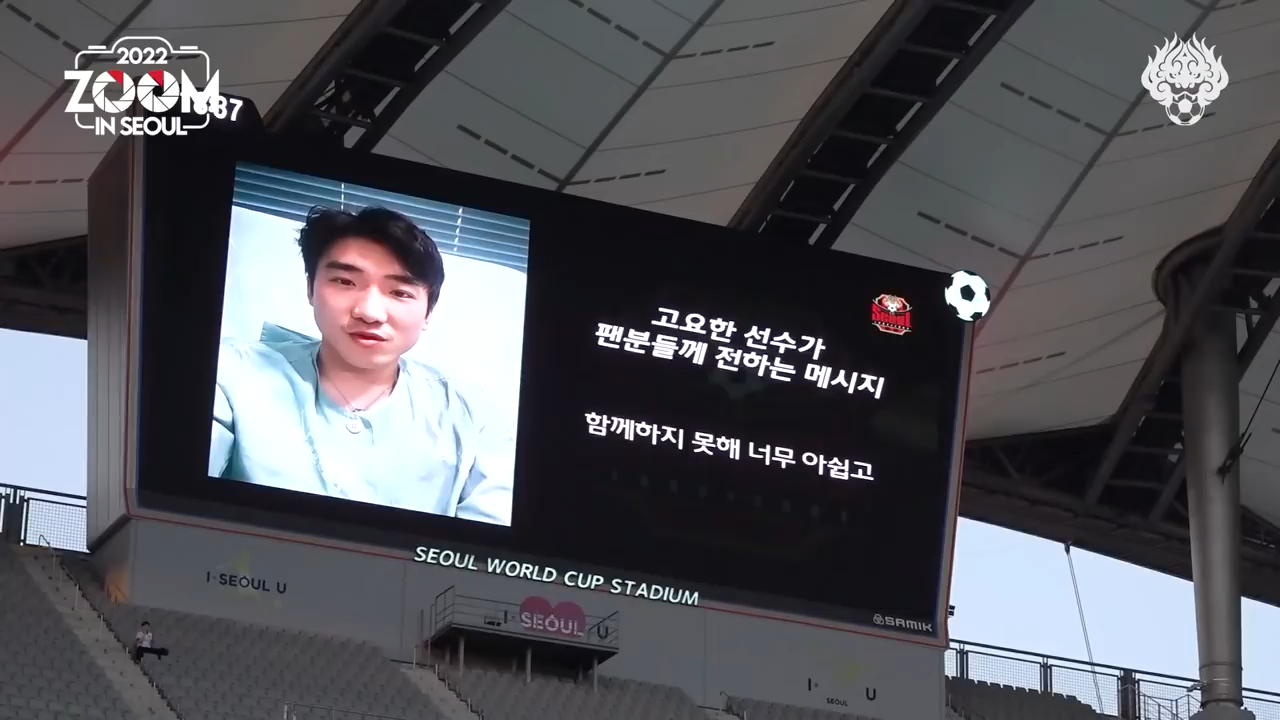 2022
ZOOM
IN SEOUL
고요한 선수가
팬분들께 전하는 메시지
함께하지 못해 너무 아쉽고
Seoul
SEOUL WORLD CUP STADIUM
I·SEOUL·U
I·SEOUL·U
SAMIK
I· SEOUL U